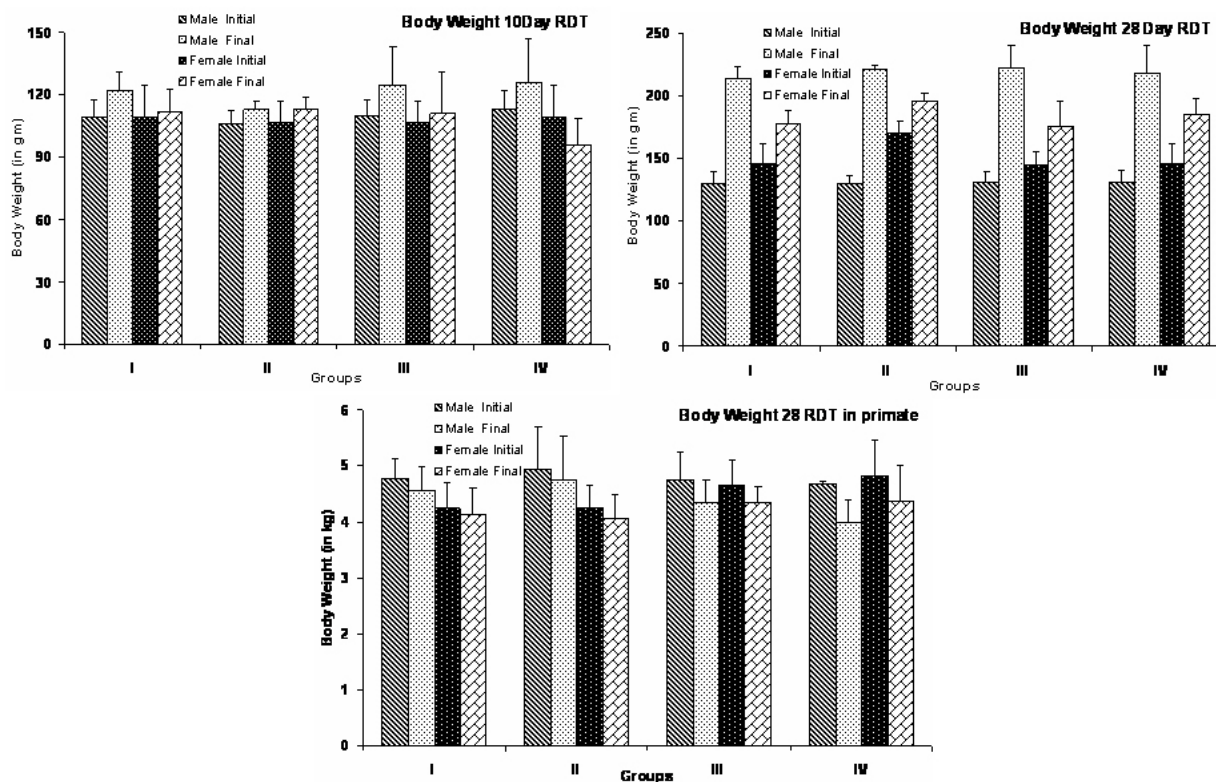 Body Weight 10Day RDT
Male Initial
Male Final
Female Initial
Female Final
Body Weight (in gm)
150
120
90
60
30
0
I II III IV
Groups
Body Weight 28 Day RDT
Male Initial
Male Final
Female Initial
Female Final
Body Weight (in gm)
250
200
150
100
50
0
I II III IV
Groups
Body Weight 28 RDT in primate
Male Initial
Male Final
Female Initial
Female Final
Body Weight (in kg)
6
5
4
3
2
1
0
I II III IV
Groups